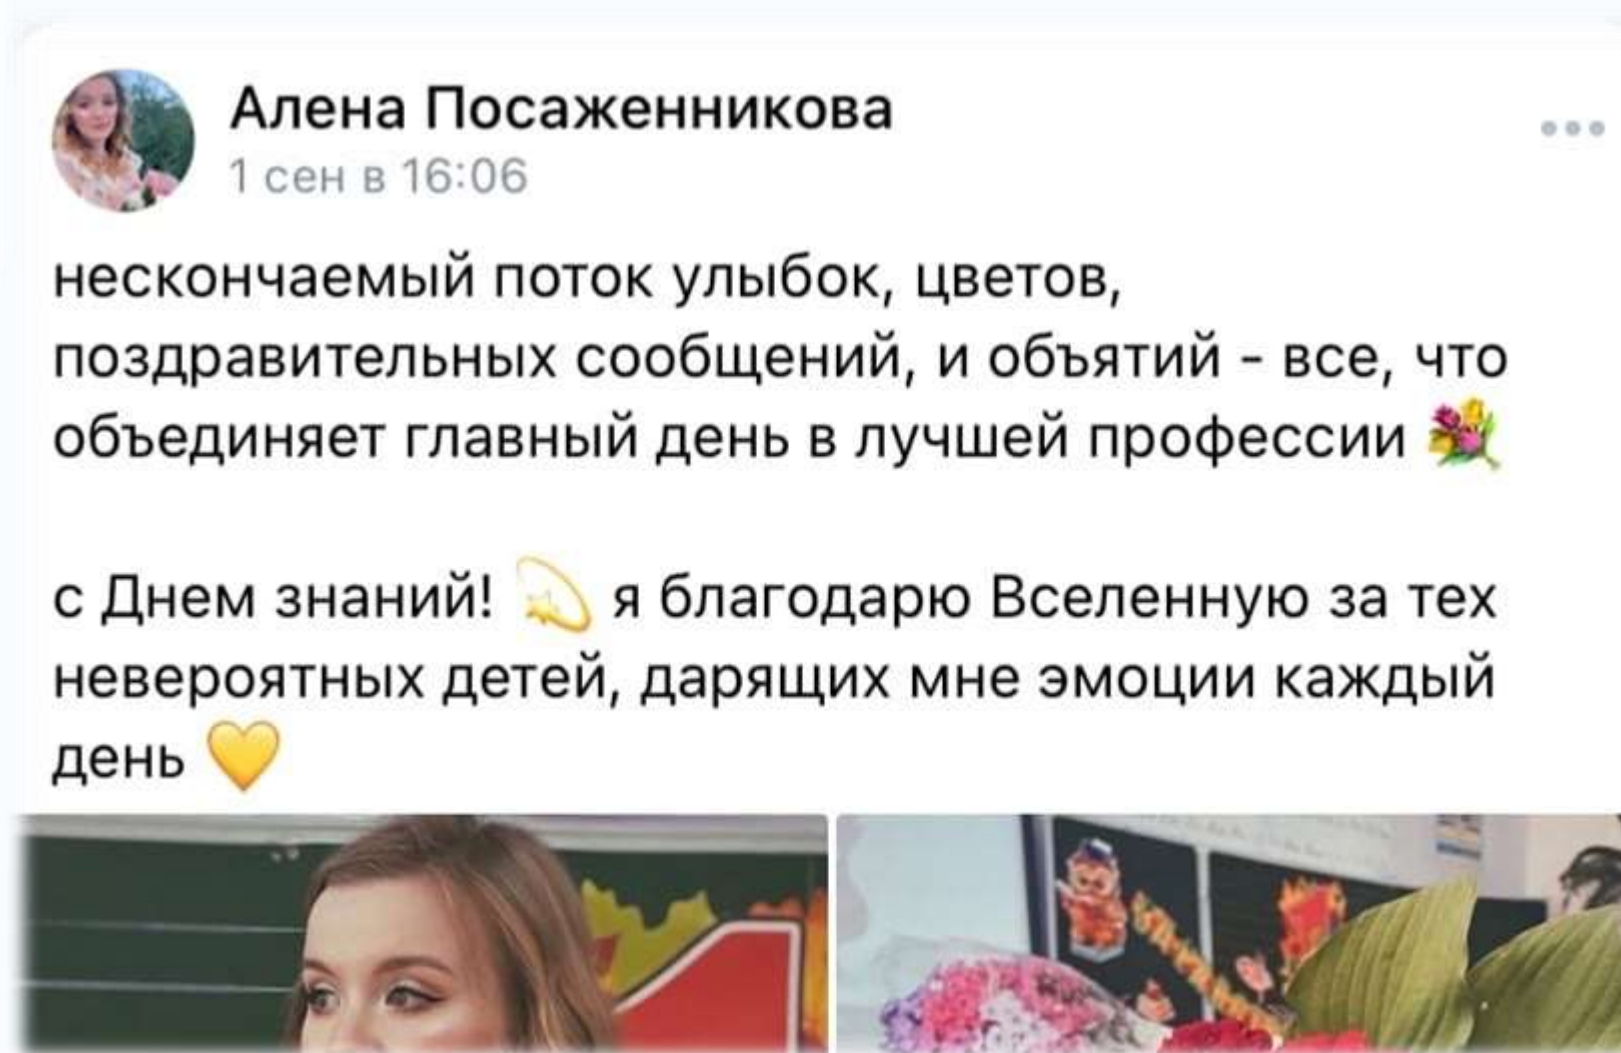 Алена Посаженникова
1 сен в 16:06
нескончаемый поток улыбок, цветов,
поздравительных сообщений, и объятий - все, что
объединяет главный день в лучшей профессии 💐
с Днем знаний! 💫 я благодарю Вселенную за тех
невероятных детей, дарящих мне эмоции каждый
день 💛